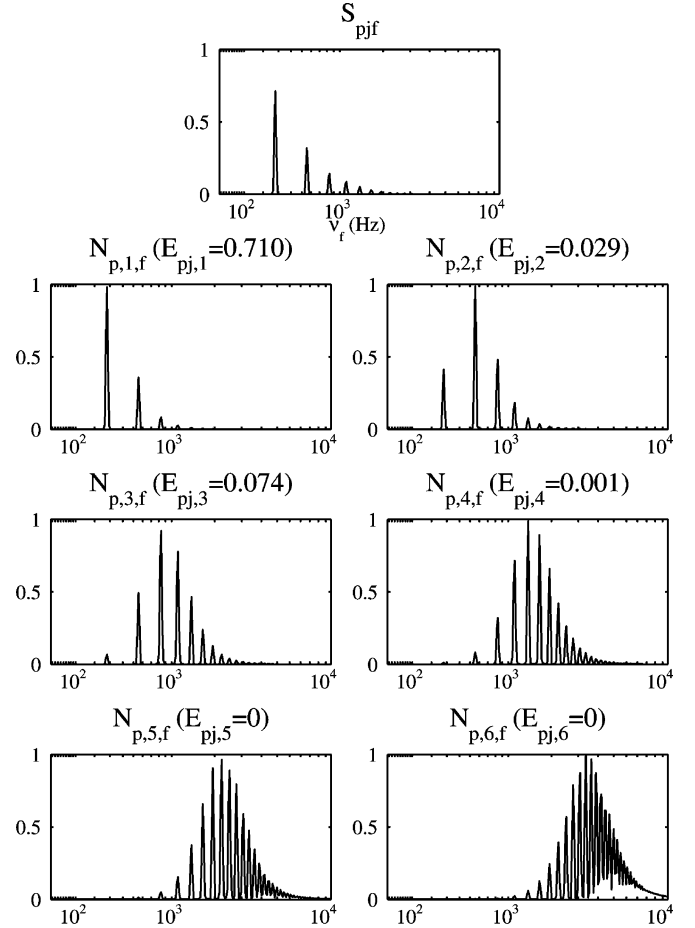 S_pjf
1
0.5
0
10^2 10^3 10^4
ν_f (Hz)
N_p,1,f (E_pj,1=0.710) N_p,2,f (E_pj,2=0.029)
1 1
0.5 0.5
0 0
10^2 10^3 10^4 10^2 10^3 10^4
N_p,3,f (E_pj,3=0.074) N_p,4,f (E_pj,4=0.001)
1 1
0.5 0.5
0 0
10^2 10^3 10^4 10^2 10^3 10^4
N_p,5,f (E_pj,5=0) N_p,6,f (E_pj,6=0)
1 1
0.5 0.5
0 0
10^2 10^3 10^4 10^2 10^3 10^4